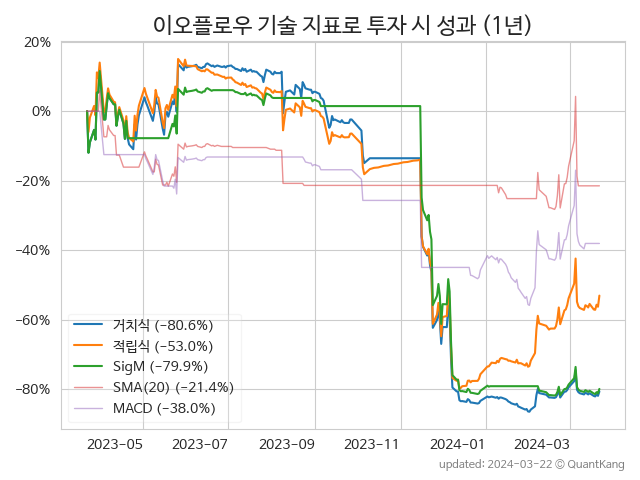 이오플로우 기술 지표로 투자 시 성과 (1년)
20%
0%
−20%
−40%
−60%
−80%
거치식 (−80.6%)
적립식 (−53.0%)
SigM (−79.9%)
SMA(20) (−21.4%)
MACD (−38.0%)
2023-05 2023-07 2023-09 2023-11 2024-01 2024-03
updated: 2024-03-22 © QuantKang